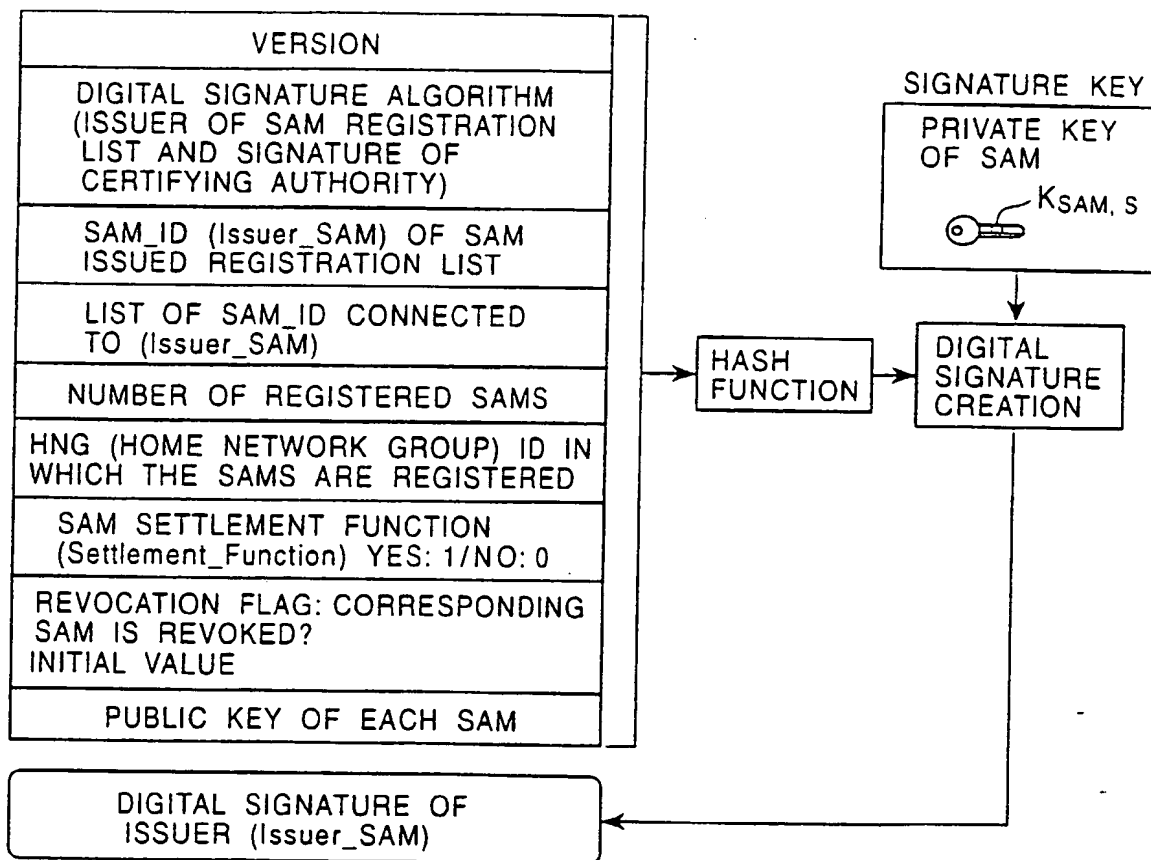 VERSION
DIGITAL SIGNATURE ALGORITHM
(ISSUER OF SAM REGISTRATION
LIST AND SIGNATURE OF
CERTIFYING AUTHORITY)
SAM_ID (Issuer_SAM) OF SAM
ISSUED REGISTRATION LIST
LIST OF SAM_ID CONNECTED
TO (Issuer_SAM)
NUMBER OF REGISTERED SAMS
HNG (HOME NETWORK GROUP) ID IN
WHICH THE SAMS ARE REGISTERED
SAM SETTLEMENT FUNCTION
(Settlement_Function) YES: 1/NO: 0
REVOCATION FLAG: CORRESPONDING
SAM IS REVOKED?
INITIAL VALUE
PUBLIC KEY OF EACH SAM
HASH
FUNCTION
SIGNATURE KEY
PRIVATE KEY
OF SAM
KSAM, S
DIGITAL
SIGNATURE
CREATION
DIGITAL SIGNATURE OF
ISSUER (Issuer_SAM)